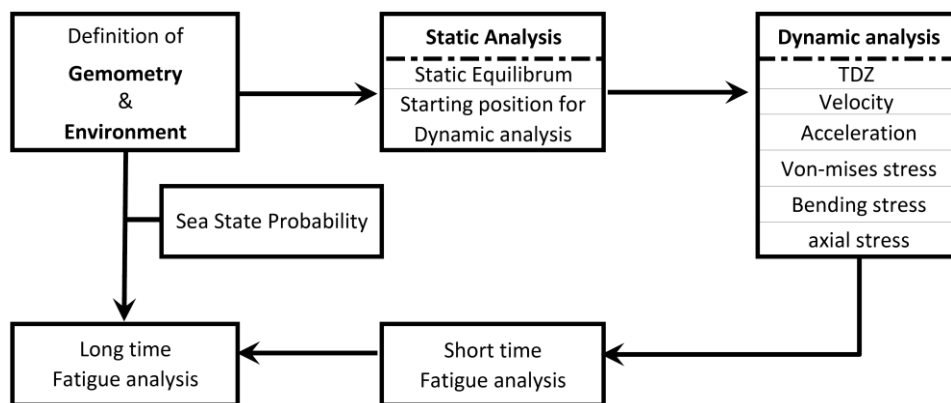 Definition of
Gemometry
&
Environment
Static Analysis
Static Equilibrum
Starting position for
Dynamic analysis
Dynamic analysis
TDZ
Velocity
Acceleration
Von-mises stress
Bending stress
axial stress
Sea State Probability
Long time
Fatigue analysis
Short time
Fatigue analysis